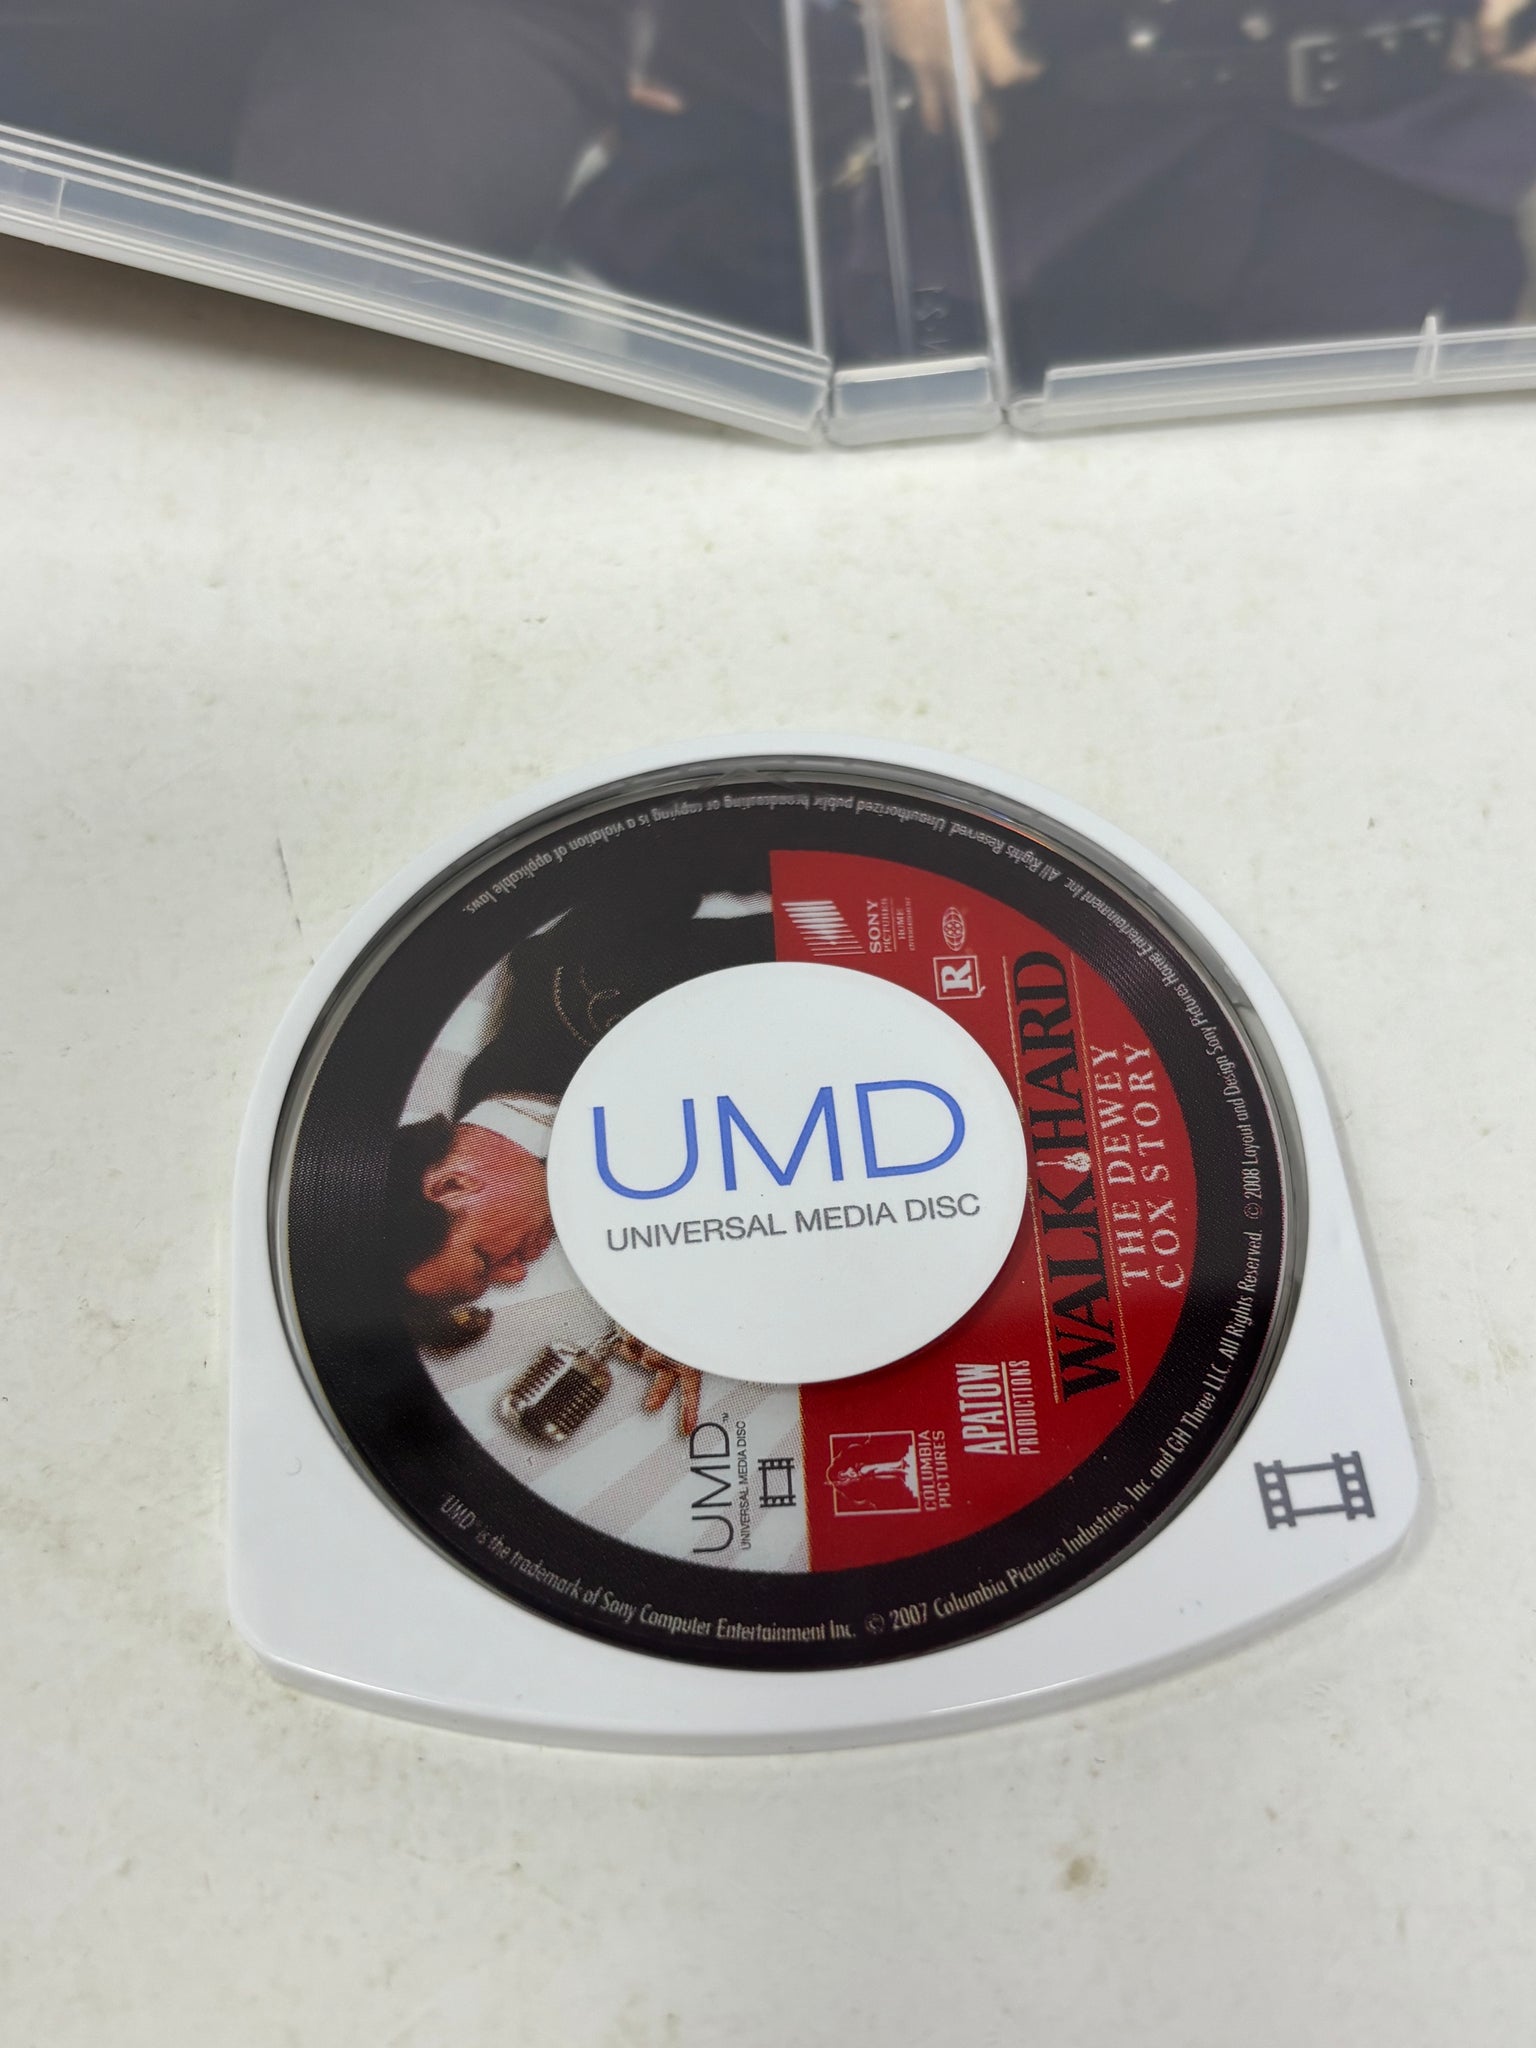 UMD
UNIVERSAL MEDIA DISC
SONY
PICTURES
HOME
ENTERTAINMENT
R
WALK HARD
THE DEWEY
COX STORY
APATOW
PRODUCTIONS
COLUMBIA
PICTURES
UMD™
UNIVERSAL MEDIA DISC
"UMD" is the trademark of Sony Computer Entertainment Inc. © 2007 Columbia Pictures Industries, Inc. and GH Three LLC. All Rights Reserved. © 2008 Layout and Design Sony Pictures Home Entertainment Inc. All Rights Reserved. Unauthorized public broadcasting or copying is a violation of applicable laws.